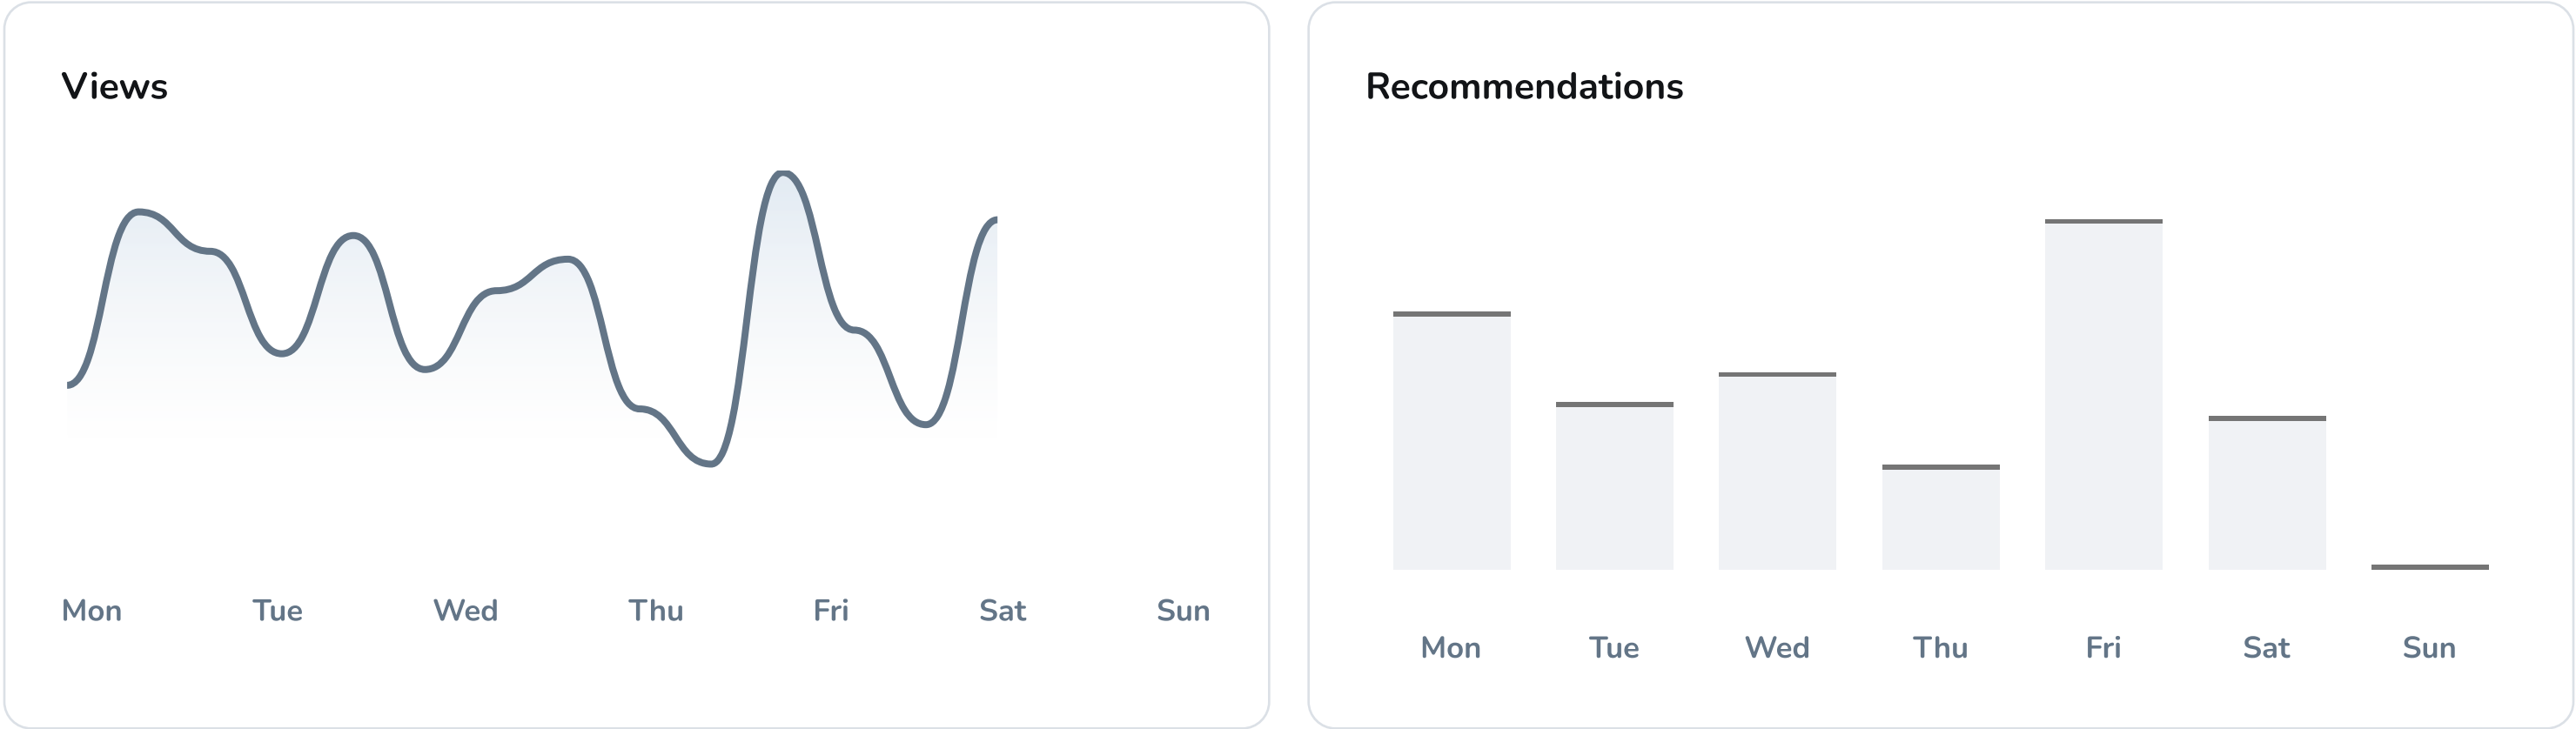 Views
Mon Tue Wed Thu Fri Sat Sun
Recommendations
Mon Tue Wed Thu Fri Sat Sun